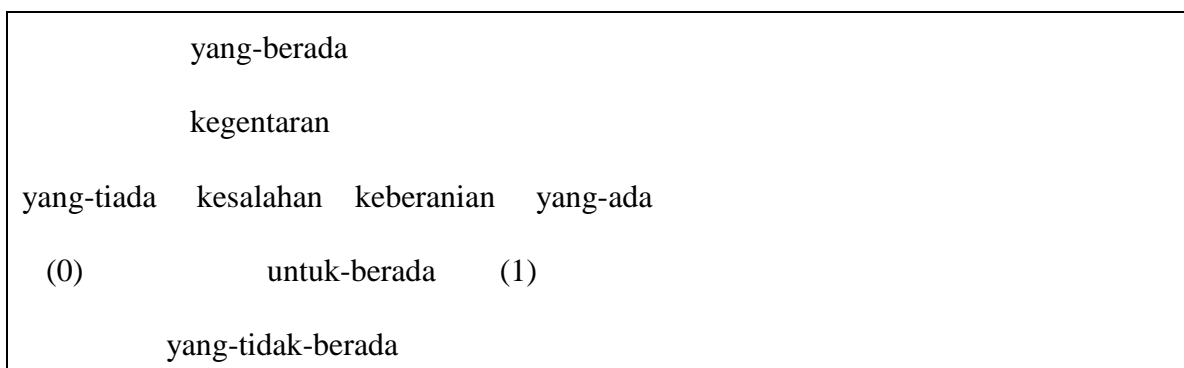 yang-berada
kegentaran
yang-tiada kesalahan keberanian yang-ada
(0) untuk-berada (1)
yang-tidak-berada